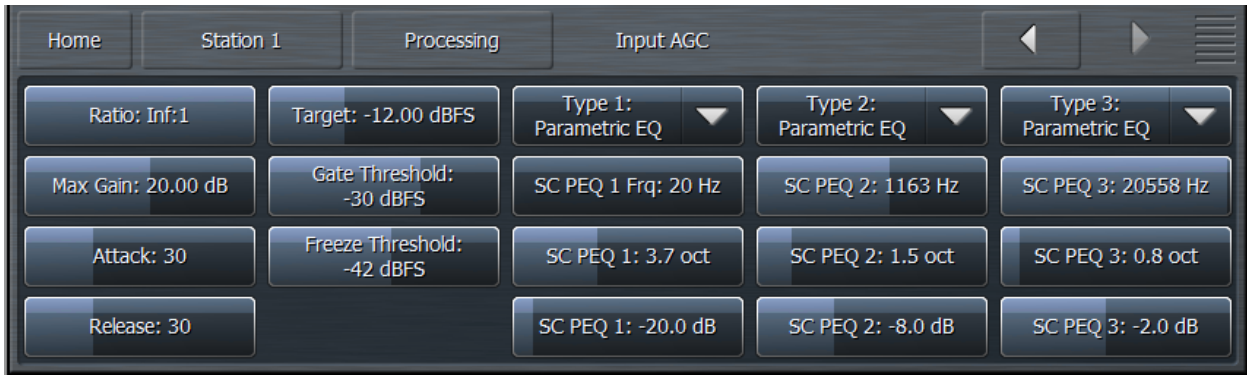 Home
Station 1
Processing
Input AGC
Ratio: Inf:1
Target: -12.00 dBFS
Type 1:
Parametric EQ
Type 2:
Parametric EQ
Type 3:
Parametric EQ
Max Gain: 20.00 dB
Gate Threshold:
-30 dBFS
SC PEQ 1 Frq: 20 Hz
SC PEQ 2: 1163 Hz
SC PEQ 3: 20558 Hz
Attack: 30
Freeze Threshold:
-42 dBFS
SC PEQ 1: 3.7 oct
SC PEQ 2: 1.5 oct
SC PEQ 3: 0.8 oct
Release: 30
SC PEQ 1: -20.0 dB
SC PEQ 2: -8.0 dB
SC PEQ 3: -2.0 dB